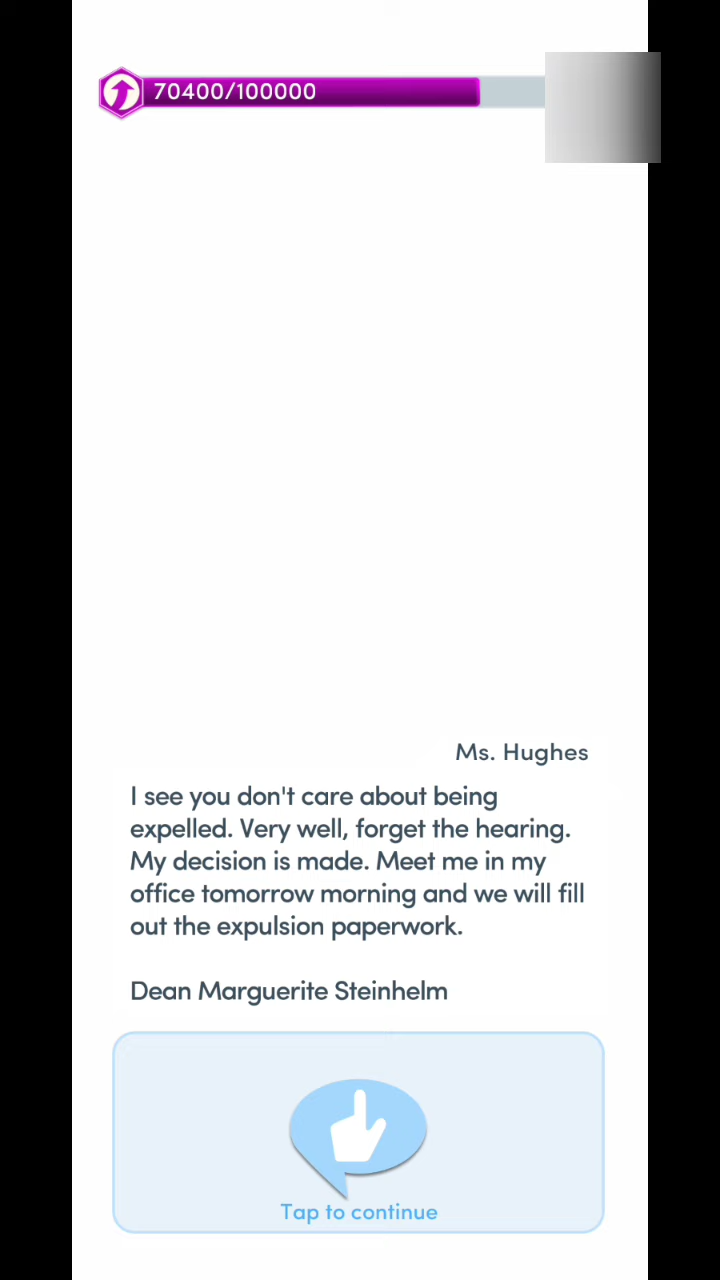 70400/100000
Ms. Hughes
I see you don't care about being
expelled. Very well, forget the hearing.
My decision is made. Meet me in my
office tomorrow morning and we will fill
out the expulsion paperwork.
Dean Marguerite Steinhelm
Tap to continue